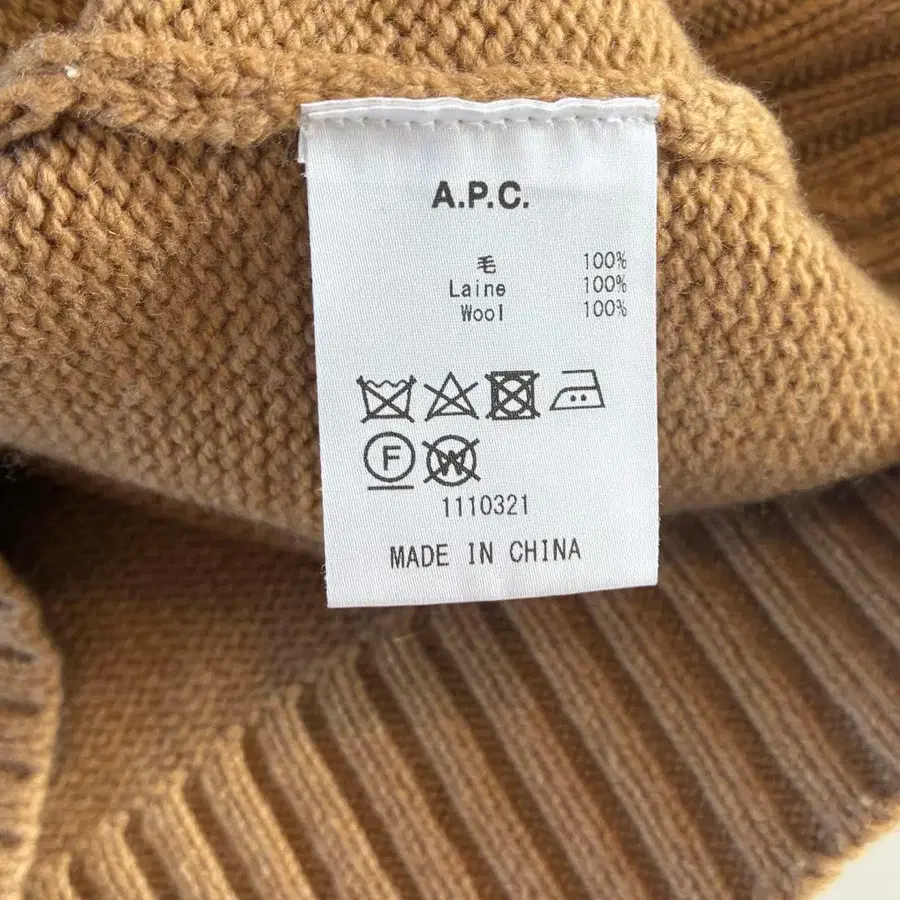 A.P.C.
毛 100%
Laine 100%
Wool 100%
F W
1110321
MADE IN CHINA